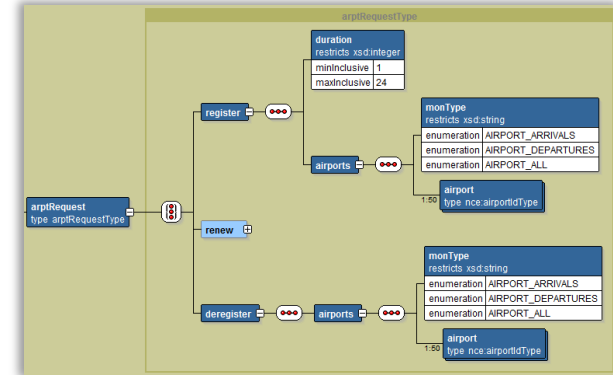 arptRequestType
duration
restricts xsd:integer
minInclusive 1
maxInclusive 24
register
monType
restricts xsd:string
enumeration AIRPORT_ARRIVALS
enumeration AIRPORT_DEPARTURES
enumeration AIRPORT_ALL
airports
airport
1:50 type nce:airportIdType
arptRequest
type arptRequestType
renew
monType
restricts xsd:string
enumeration AIRPORT_ARRIVALS
enumeration AIRPORT_DEPARTURES
enumeration AIRPORT_ALL
deregister airports
airport
1:50 type nce:airportIdType